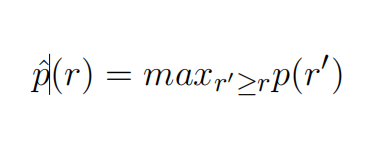 p̂(r) = max_{r′≥r} p(r′)